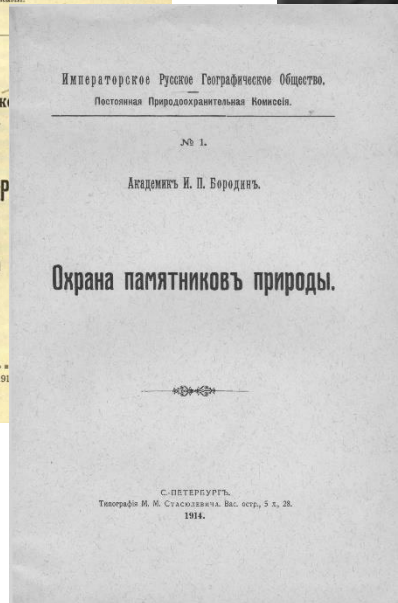 Императорское Русское Географическое Общество.
Постоянная Природоохранительная Комиссія.
№ 1.
Академикъ И. П. Бородинъ.
Охрана памятниковъ природы.
С.-ПЕТЕРБУРГЪ.
Типографія М. М. Стасюлевича. Вас. остр., 5 л., 28.
1914.